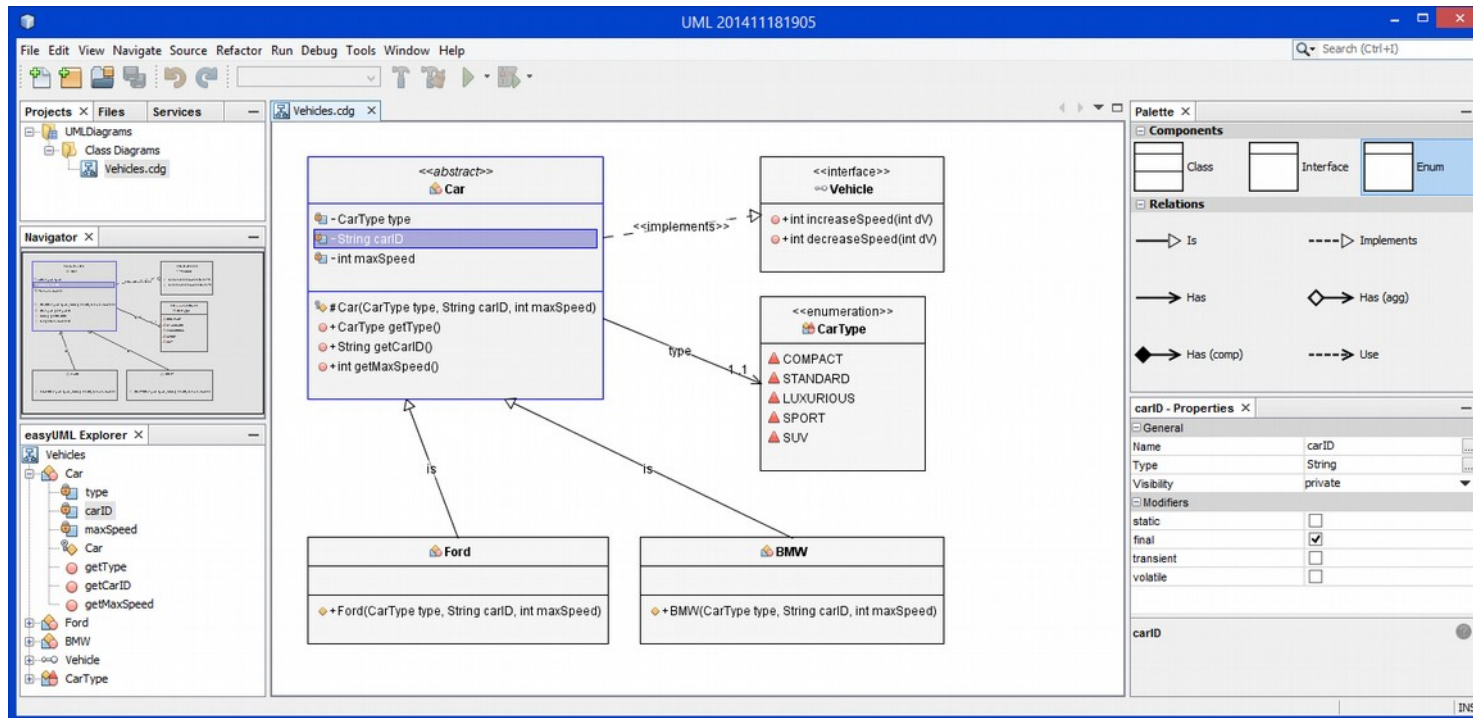 UML 201411181905
File Edit View Navigate Source Refactor Run Debug Tools Window Help
Search (Ctrl+I)
Projects Files Services
UMLDiagrams
Class Diagrams
Vehicles.cdg
Navigator
easyUML Explorer
Vehicles
Car
type
carID
maxSpeed
Car
getType
getCarID
getMaxSpeed
Ford
BMW
Vehicle
CarType
Vehicles.cdg
<<abstract>>
Car
- CarType type
- String carID
- int maxSpeed
# Car(CarType type, String carID, int maxSpeed)
+ CarType getType()
+ String getCarID()
+ int getMaxSpeed()
<<implements>>
<<interface>>
Vehicle
+ int increaseSpeed(int dV)
+ int decreaseSpeed(int dV)
type
1..1
<<enumeration>>
CarType
COMPACT
STANDARD
LUXURIOUS
SPORT
SUV
is
is
Ford
+ Ford(CarType type, String carID, int maxSpeed)
BMW
+ BMW(CarType type, String carID, int maxSpeed)
Palette
Components
Class Interface Enum
Relations
Is Implements
Has Has (agg)
Has (comp) Use
carID - Properties
General
Name carID
Type String
Visibility private
Modifiers
static
final
transient
volatile
carID
INS